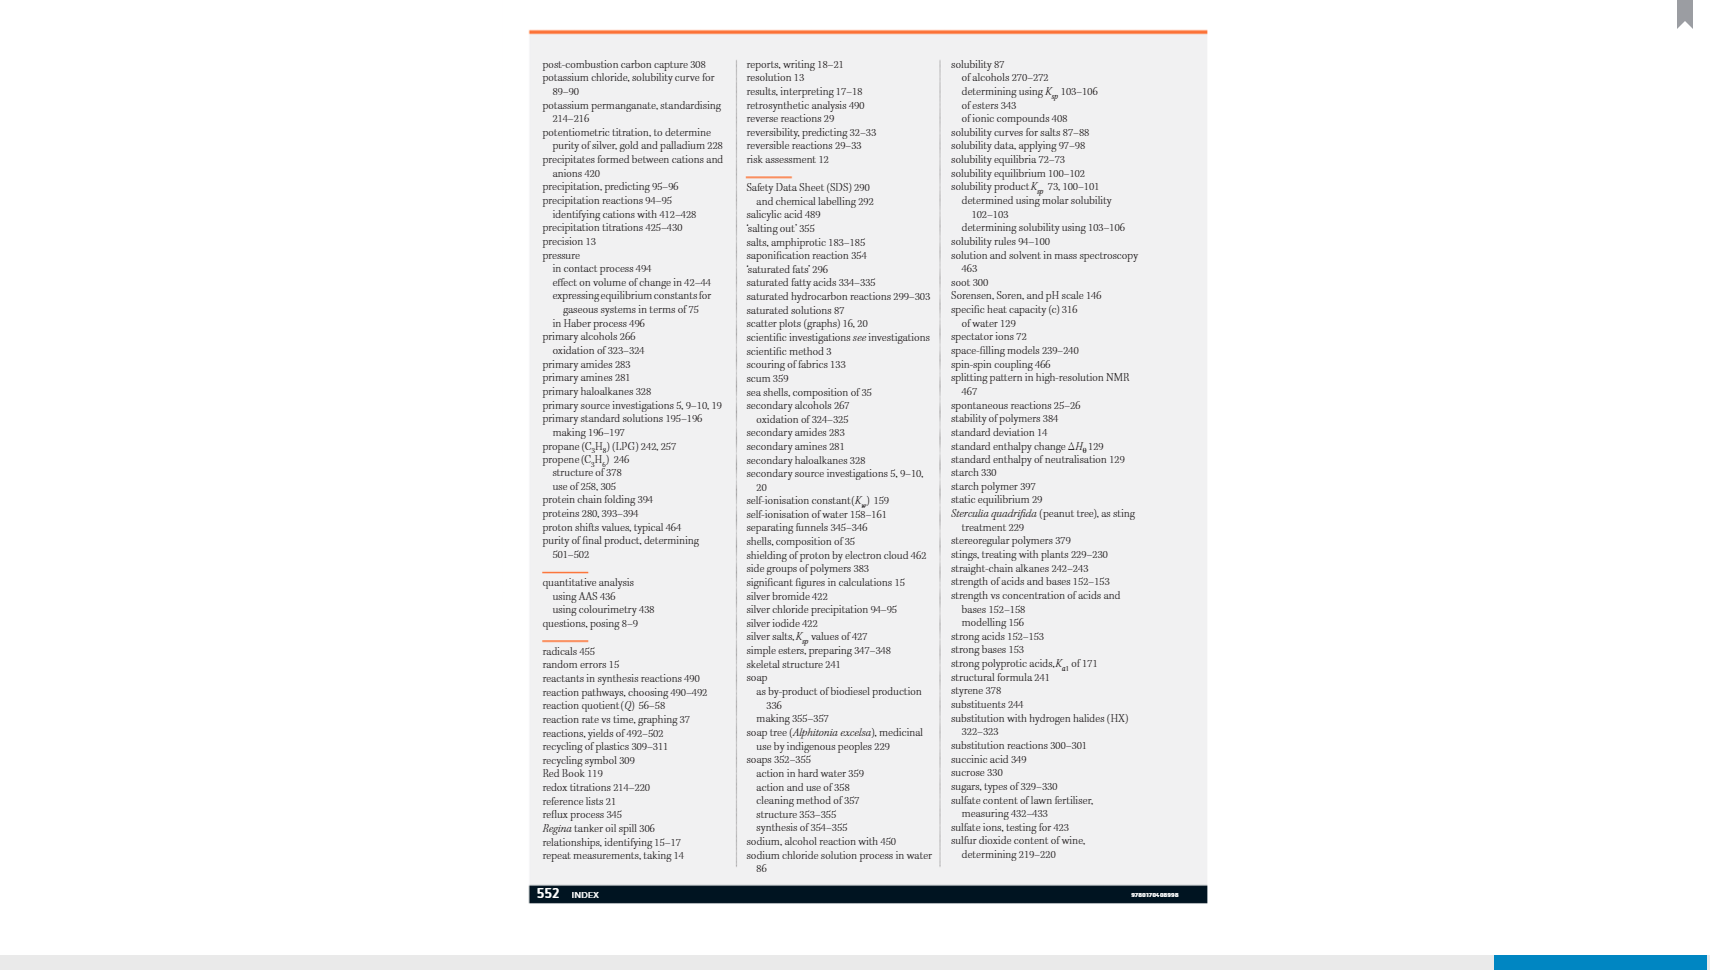 post-combustion carbon capture 308
potassium chloride, solubility curve for
89–90
potassium permanganate, standardising
214–216
potentiometric titration, to determine
purity of silver, gold and palladium 228
precipitates formed between cations and
anions 420
precipitation, predicting 95–96
precipitation reactions 94–95
identifying cations with 412–428
precipitation titrations 425–430
precision 13
pressure
in contact process 494
effect on volume of change in 42–44
expressing equilibrium constants for
gaseous systems in terms of 75
in Haber process 496
primary alcohols 266
oxidation of 323–324
primary amides 283
primary amines 281
primary haloalkanes 328
primary source investigations 5, 9–10, 19
primary standard solutions 195–196
making 196–197
propane (C₃H₈) (LPG) 242, 257
propene (C₃H₆) 246
structure of 378
use of 258, 305
protein chain folding 394
proteins 280, 393–394
proton shifts values, typical 464
purity of final product, determining
501–502
quantitative analysis
using AAS 436
using colourimetry 438
questions, posing 8–9
radicals 455
random errors 15
reactants in synthesis reactions 490
reaction pathways, choosing 490–492
reaction quotient (Q) 56–58
reaction rate vs time, graphing 37
reactions, yields of 492–502
recycling of plastics 309–311
recycling symbol 309
Red Book 119
redox titrations 214–220
reference lists 21
reflux process 345
Regina tanker oil spill 306
relationships, identifying 15–17
repeat measurements, taking 14
reports, writing 18–21
resolution 13
results, interpreting 17–18
retrosynthetic analysis 490
reverse reactions 29
reversibility, predicting 32–33
reversible reactions 29–33
risk assessment 12
Safety Data Sheet (SDS) 290
and chemical labelling 292
salicylic acid 489
'salting out' 355
salts, amphiprotic 183–185
saponification reaction 354
'saturated fats' 296
saturated fatty acids 334–335
saturated hydrocarbon reactions 299–303
saturated solutions 87
scatter plots (graphs) 16, 20
scientific investigations see investigations
scientific method 3
scouring of fabrics 133
scum 359
sea shells, composition of 35
secondary alcohols 267
oxidation of 324–325
secondary amides 283
secondary amines 281
secondary haloalkanes 328
secondary source investigations 5, 9–10,
20
self-ionisation constant (Kw) 159
self-ionisation of water 158–161
separating funnels 345–346
shells, composition of 35
shielding of proton by electron cloud 462
side groups of polymers 383
significant figures in calculations 15
silver bromide 422
silver chloride precipitation 94–95
silver iodide 422
silver salts, Ksp values of 427
simple esters, preparing 347–348
skeletal structure 241
soap
as by-product of biodiesel production
336
making 355–357
soap tree (Alphitonia excelsa), medicinal
use by indigenous peoples 229
soaps 352–355
action in hard water 359
action and use of 358
cleaning method of 357
structure 353–355
synthesis of 354–355
sodium, alcohol reaction with 450
sodium chloride solution process in water
86
solubility 87
of alcohols 270–272
determining using Ksp 103–106
of esters 343
of ionic compounds 408
solubility curves for salts 87–88
solubility data, applying 97–98
solubility equilibria 72–73
solubility equilibrium 100–102
solubility product Ksp 73, 100–101
determined using molar solubility
102–103
determining solubility using 103–106
solubility rules 94–100
solution and solvent in mass spectroscopy
463
soot 300
Sorensen, Soren, and pH scale 146
specific heat capacity (c) 316
of water 129
spectator ions 72
space-filling models 239–240
spin-spin coupling 466
splitting pattern in high-resolution NMR
467
spontaneous reactions 25–26
stability of polymers 384
standard deviation 14
standard enthalpy change ΔHθ 129
standard enthalpy of neutralisation 129
starch 330
starch polymer 397
static equilibrium 29
Sterculia quadrifida (peanut tree), as sting
treatment 229
stereoregular polymers 379
stings, treating with plants 229–230
straight-chain alkanes 242–243
strength of acids and bases 152–153
strength vs concentration of acids and
bases 152–158
modelling 156
strong acids 152–153
strong bases 153
strong polyprotic acids, Ka1 of 171
structural formula 241
styrene 378
substituents 244
substitution with hydrogen halides (HX)
322–323
substitution reactions 300–301
succinic acid 349
sucrose 330
sugars, types of 329–330
sulfate content of lawn fertiliser,
measuring 432–433
sulfate ions, testing for 423
sulfur dioxide content of wine,
determining 219–220
552 INDEX
9780170408998